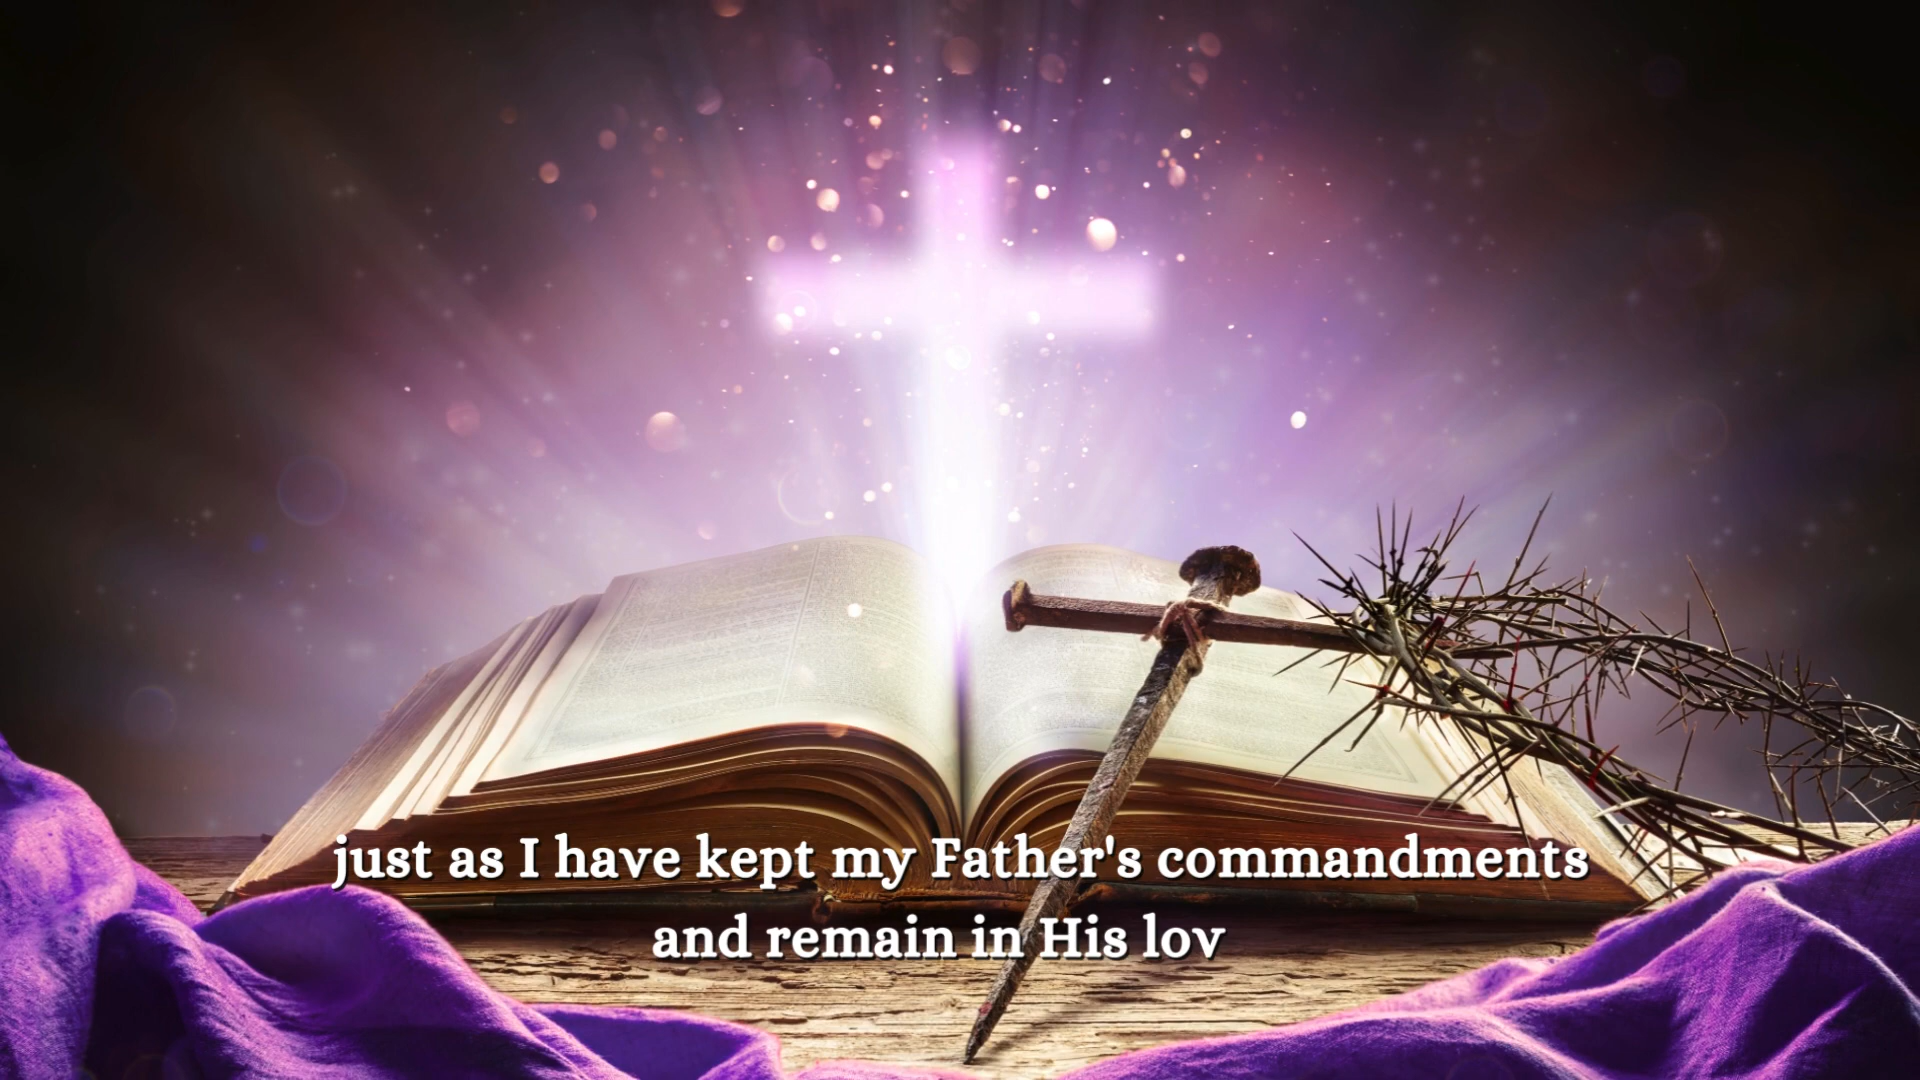 just as I have kept my Father's commandments
and remain in His lov